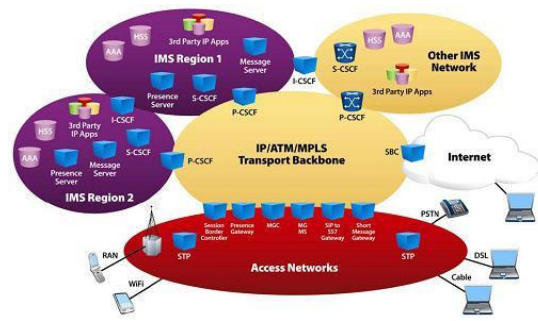 HSS
AAA
3rd Party IP Apps
IMS Region 1
Message
Server
Presence
Server
S-CSCF
I-CSCF
P-CSCF
I-CSCF
S-CSCF
HSS
AAA
Other IMS
Network
3rd Party IP Apps
P-CSCF
HSS
AAA
3rd Party
IP Apps
I-CSCF
S-CSCF
Message
Server
Presence
Server
P-CSCF
IMS Region 2
IP/ATM/MPLS
Transport Backbone
SBC
Internet
Session
Border
Controller
Presence
Gateway
MGC
MG
MS
SIP to
SS7
Gateway
Short
Message
Gateway
STP
STP
Access Networks
RAN
WiFi
PSTN
DSL
Cable